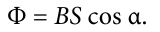 Φ = BS cos α.